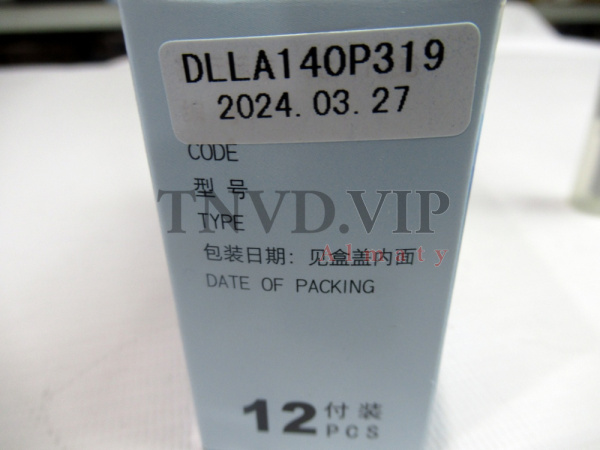 DLLA140P319
2024.03.27
CODE
型号
TNVD.VIP
TYPE
包装日期：见盒盖内面
Almaty
DATE OF PACKING
12付装
PCS